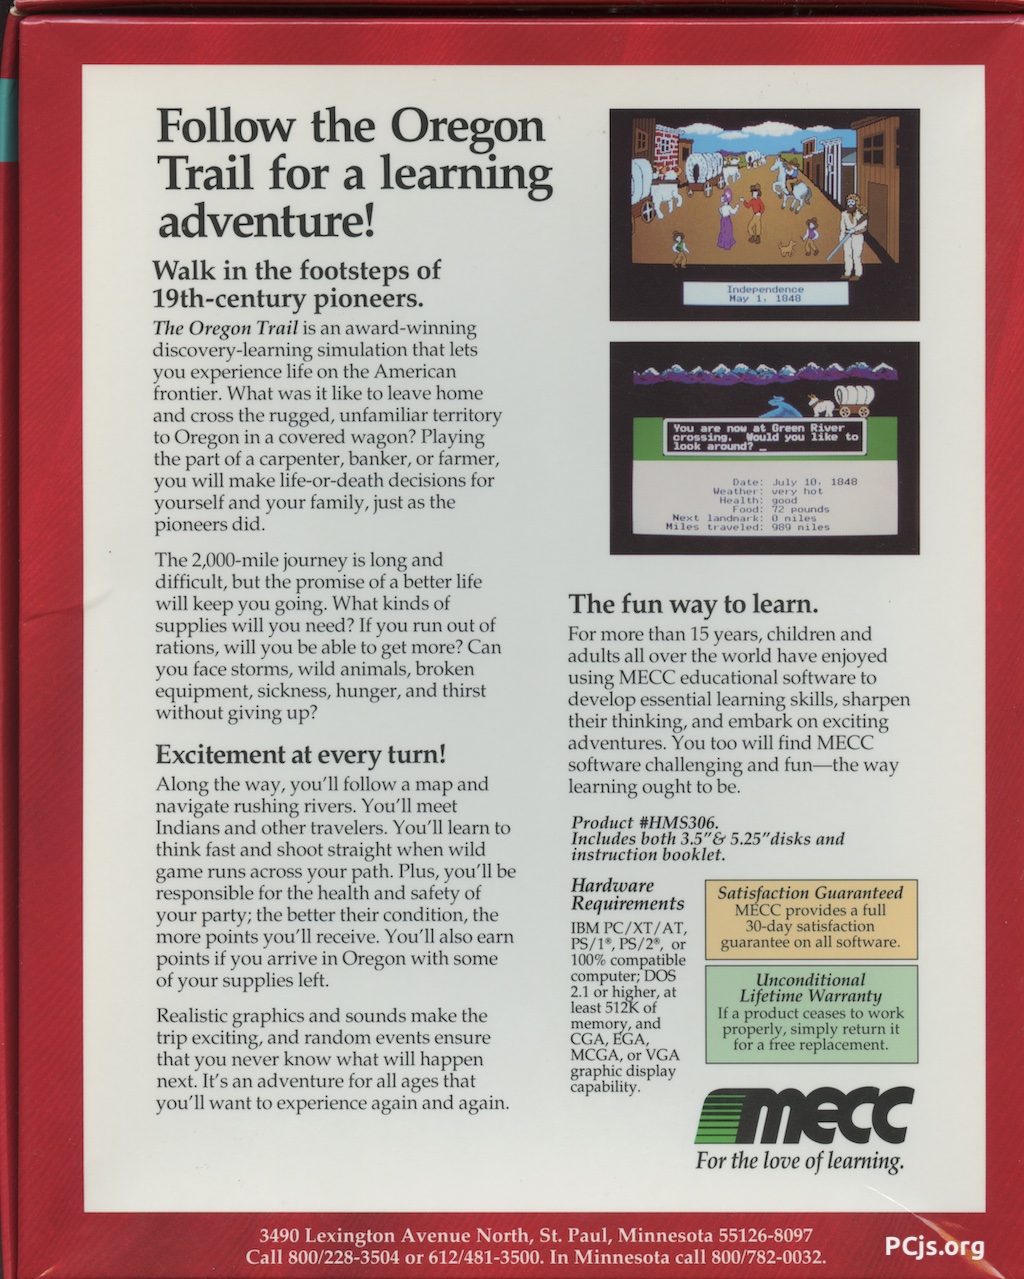 Follow the Oregon
Trail for a learning
adventure!
Walk in the footsteps of
19th-century pioneers.
The Oregon Trail is an award-winning
discovery-learning simulation that lets
you experience life on the American
frontier. What was it like to leave home
and cross the rugged, unfamiliar territory
to Oregon in a covered wagon? Playing
the part of a carpenter, banker, or farmer,
you will make life-or-death decisions for
yourself and your family, just as the
pioneers did.
The 2,000-mile journey is long and
difficult, but the promise of a better life
will keep you going. What kinds of
supplies will you need? If you run out of
rations, will you be able to get more? Can
you face storms, wild animals, broken
equipment, sickness, hunger, and thirst
without giving up?
Excitement at every turn!
Along the way, you'll follow a map and
navigate rushing rivers. You'll meet
Indians and other travelers. You'll learn to
think fast and shoot straight when wild
game runs across your path. Plus, you'll be
responsible for the health and safety of
your party; the better their condition, the
more points you'll receive. You'll also earn
points if you arrive in Oregon with some
of your supplies left.
Realistic graphics and sounds make the
trip exciting, and random events ensure
that you never know what will happen
next. It's an adventure for all ages that
you'll want to experience again and again.
Independence
May 1, 1848
You are now at Green River
crossing. Would you like to
look around? _
Date: July 10, 1848
Weather: very hot
Health: good
Food: 72 pounds
Next landmark: 0 miles
Miles traveled: 989 miles
The fun way to learn.
For more than 15 years, children and
adults all over the world have enjoyed
using MECC educational software to
develop essential learning skills, sharpen
their thinking, and embark on exciting
adventures. You too will find MECC
software challenging and fun—the way
learning ought to be.
Product #HMS306.
Includes both 3.5"& 5.25"disks and
instruction booklet.
Hardware
Requirements
IBM PC/XT/AT,
PS/1®, PS/2®, or
100% compatible
computer; DOS
2.1 or higher, at
least 512K of
memory, and
CGA, EGA,
MCGA, or VGA
graphic display
capability.
Satisfaction Guaranteed
MECC provides a full
30-day satisfaction
guarantee on all software.
Unconditional
Lifetime Warranty
If a product ceases to work
properly, simply return it
for a free replacement.
mecc
For the love of learning.
3490 Lexington Avenue North, St. Paul, Minnesota 55126-8097
Call 800/228-3504 or 612/481-3500. In Minnesota call 800/782-0032.
PCjs.org